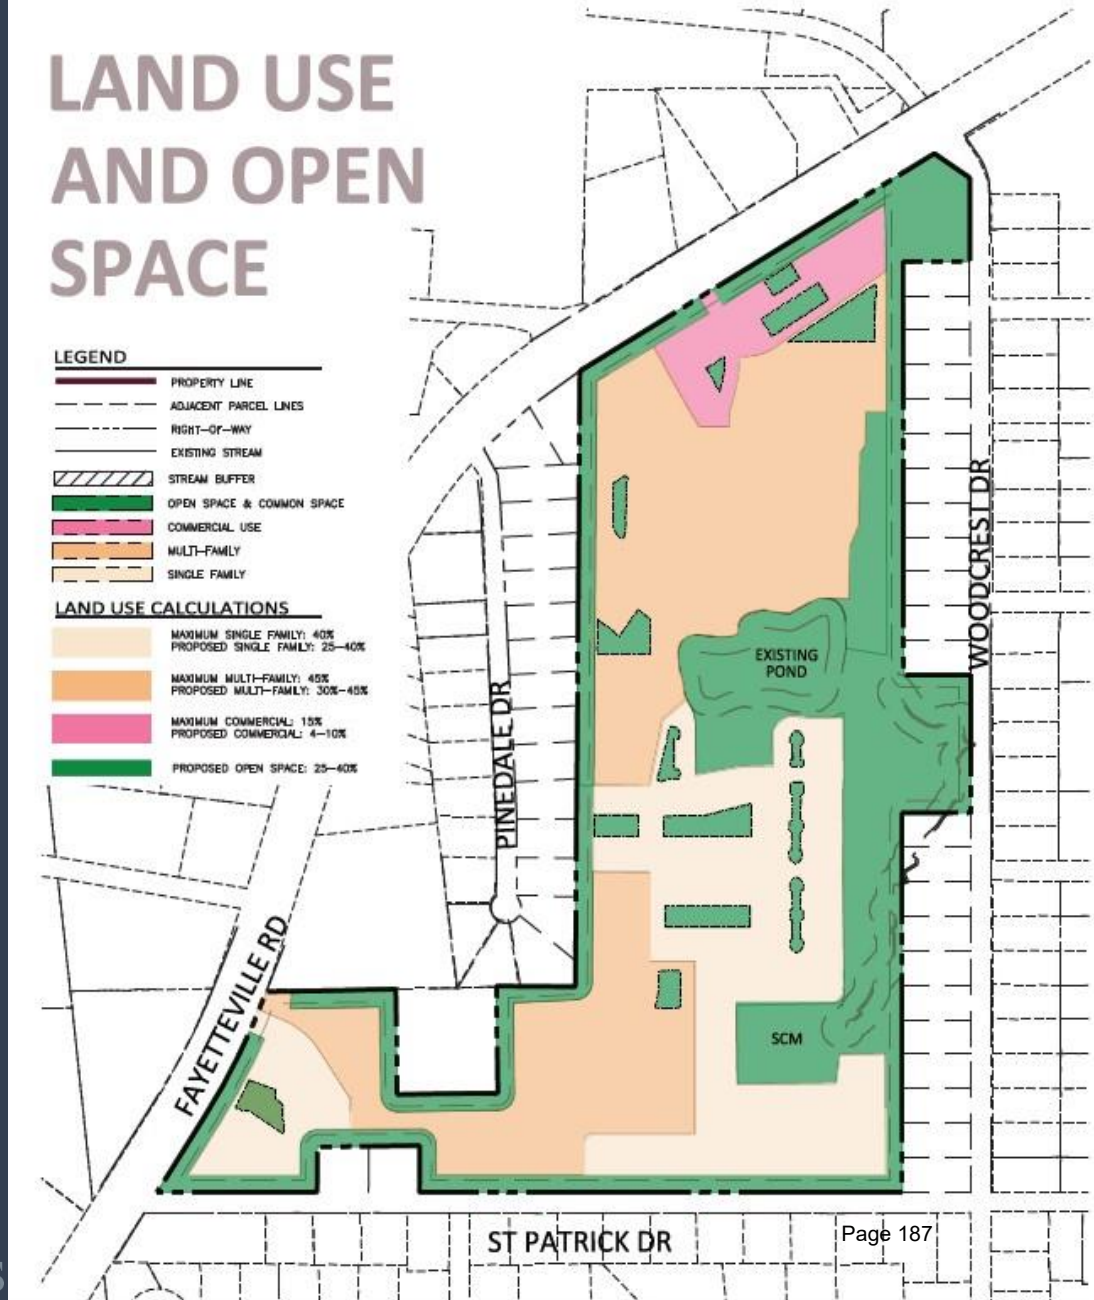 LAND USE
AND OPEN
SPACE
LEGEND
PROPERTY LINE
ADJACENT PARCEL LINES
RIGHT-OF-WAY
EXISTING STREAM
STREAM BUFFER
OPEN SPACE & COMMON SPACE
COMMERCIAL USE
MULTI-FAMILY
SINGLE FAMILY
LAND USE CALCULATIONS
MAXIMUM SINGLE FAMILY: 40%
PROPOSED SINGLE FAMILY: 25-40%
MAXIMUM MULTI-FAMILY: 45%
PROPOSED MULTI-FAMILY: 30%-45%
MAXIMUM COMMERCIAL: 15%
PROPOSED COMMERCIAL: 4-10%
PROPOSED OPEN SPACE: 25-40%
EXISTING
POND
WOODCREST DR
PINEDALE DR
FAYETTEVILLE RD
SCM
ST PATRICK DR
Page 187
S